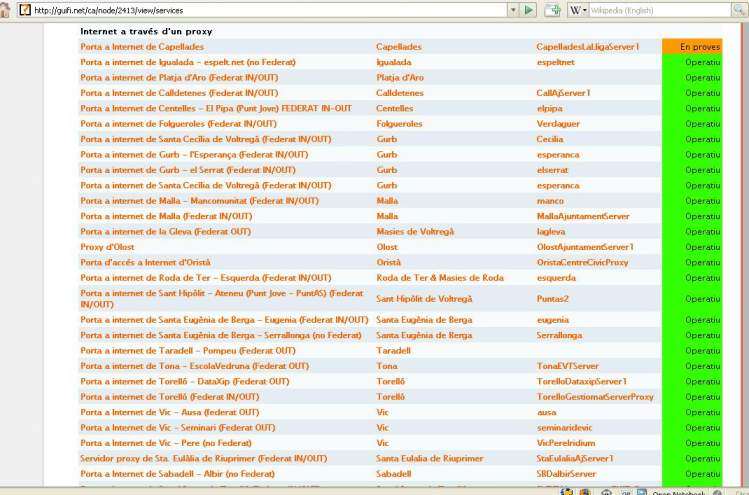 http://guifi.net/ca/node/2413/view/services
Wikipedia (English)
Internet a través d'un proxy
Porta a Internet de Capellades Capellades CapelladesLaLligaServer1 En proves
Porta a internet de Igualada - espelt.net (no Federat) Igualada espeltnet Operatiu
Porta a internet de Platja d'Aro (Federat IN/OUT) Platja d'Aro Operatiu
Porta a internet de Calldetenes (Federat IN/OUT) Calldetenes CallAjServer1 Operatiu
Porta a Internet de Centelles - El Pipa (Punt Jove) FEDERAT IN-OUT Centelles elpipa Operatiu
Porta a internet de Folgueroles (Federat IN/OUT) Folgueroles Verdaguer Operatiu
Porta a internet de Santa Cecília de Voltregà (Federat IN/OUT) Gurb Cecilia Operatiu
Porta a internet de Gurb - l'Esperança (Federat IN/OUT) Gurb esperanca Operatiu
Porta a internet de Gurb - el Serrat (Federat IN/OUT) Gurb elserrat Operatiu
Porta a internet de Santa Cecília de Voltregà (Federat IN/OUT) Gurb esperanca Operatiu
Porta a internet de Malla - Mancomunitat (Federat IN/OUT) Malla manco Operatiu
Porta a internet de Malla (Federat IN/OUT) Malla MallaAjuntamentServer Operatiu
Porta a internet de la Gleva (Federat OUT) Masies de Voltregà lagleva Operatiu
Proxy d'Olost Olost OlostAjuntamentServer1 Operatiu
Porta d'accés a Internet d'Oristà Oristà OristaCentreCivicProxy Operatiu
Porta a internet de Roda de Ter - Esquerda (Federat IN/OUT) Roda de Ter & Masies de Roda esquerda Operatiu
Porta a internet de Sant Hipòlit - Ateneu (Punt Jove - PuntAS) (Federat
IN/OUT) Sant Hipòlit de Voltregà Puntas2 Operatiu
Porta a internet de Santa Eugènia de Berga - Eugenia (Federat IN/OUT) Santa Eugènia de Berga eugenia Operatiu
Porta a internet de Santa Eugènia de Berga - Serrallonga (no Federat) Santa Eugènia de Berga Serrallonga Operatiu
Porta a internet de Taradell - Pompeu (Federat OUT) Taradell Operatiu
Porta a internet de Tona - EscolaVedruna (Federat OUT) Tona TonaEVTServer Operatiu
Porta a internet de Torelló - DataXip (Federat OUT) Torelló TorelloDataxipServer1 Operatiu
Porta a internet de Torelló (Federat IN/OUT) Torelló TorelloGestiomatServerProxy Operatiu
Porta a Internet de Vic - Ausa (federat OUT) Vic ausa Operatiu
Porta a Internet de Vic - Seminari (Federat OUT) Vic seminaridevic Operatiu
Porta a Internet de Vic - Pere (no Federat) Vic VicPereIridium Operatiu
Servidor proxy de Sta. Eulàlia de Riuprimer (Federat IN/OUT) Santa Eulalia de Riuprimer StaEulaliaAjServer1 Operatiu
Porta a Internet de Sabadell - Albir (no Federat) Sabadell SBDalbirServer Operatiu
Open Notebook